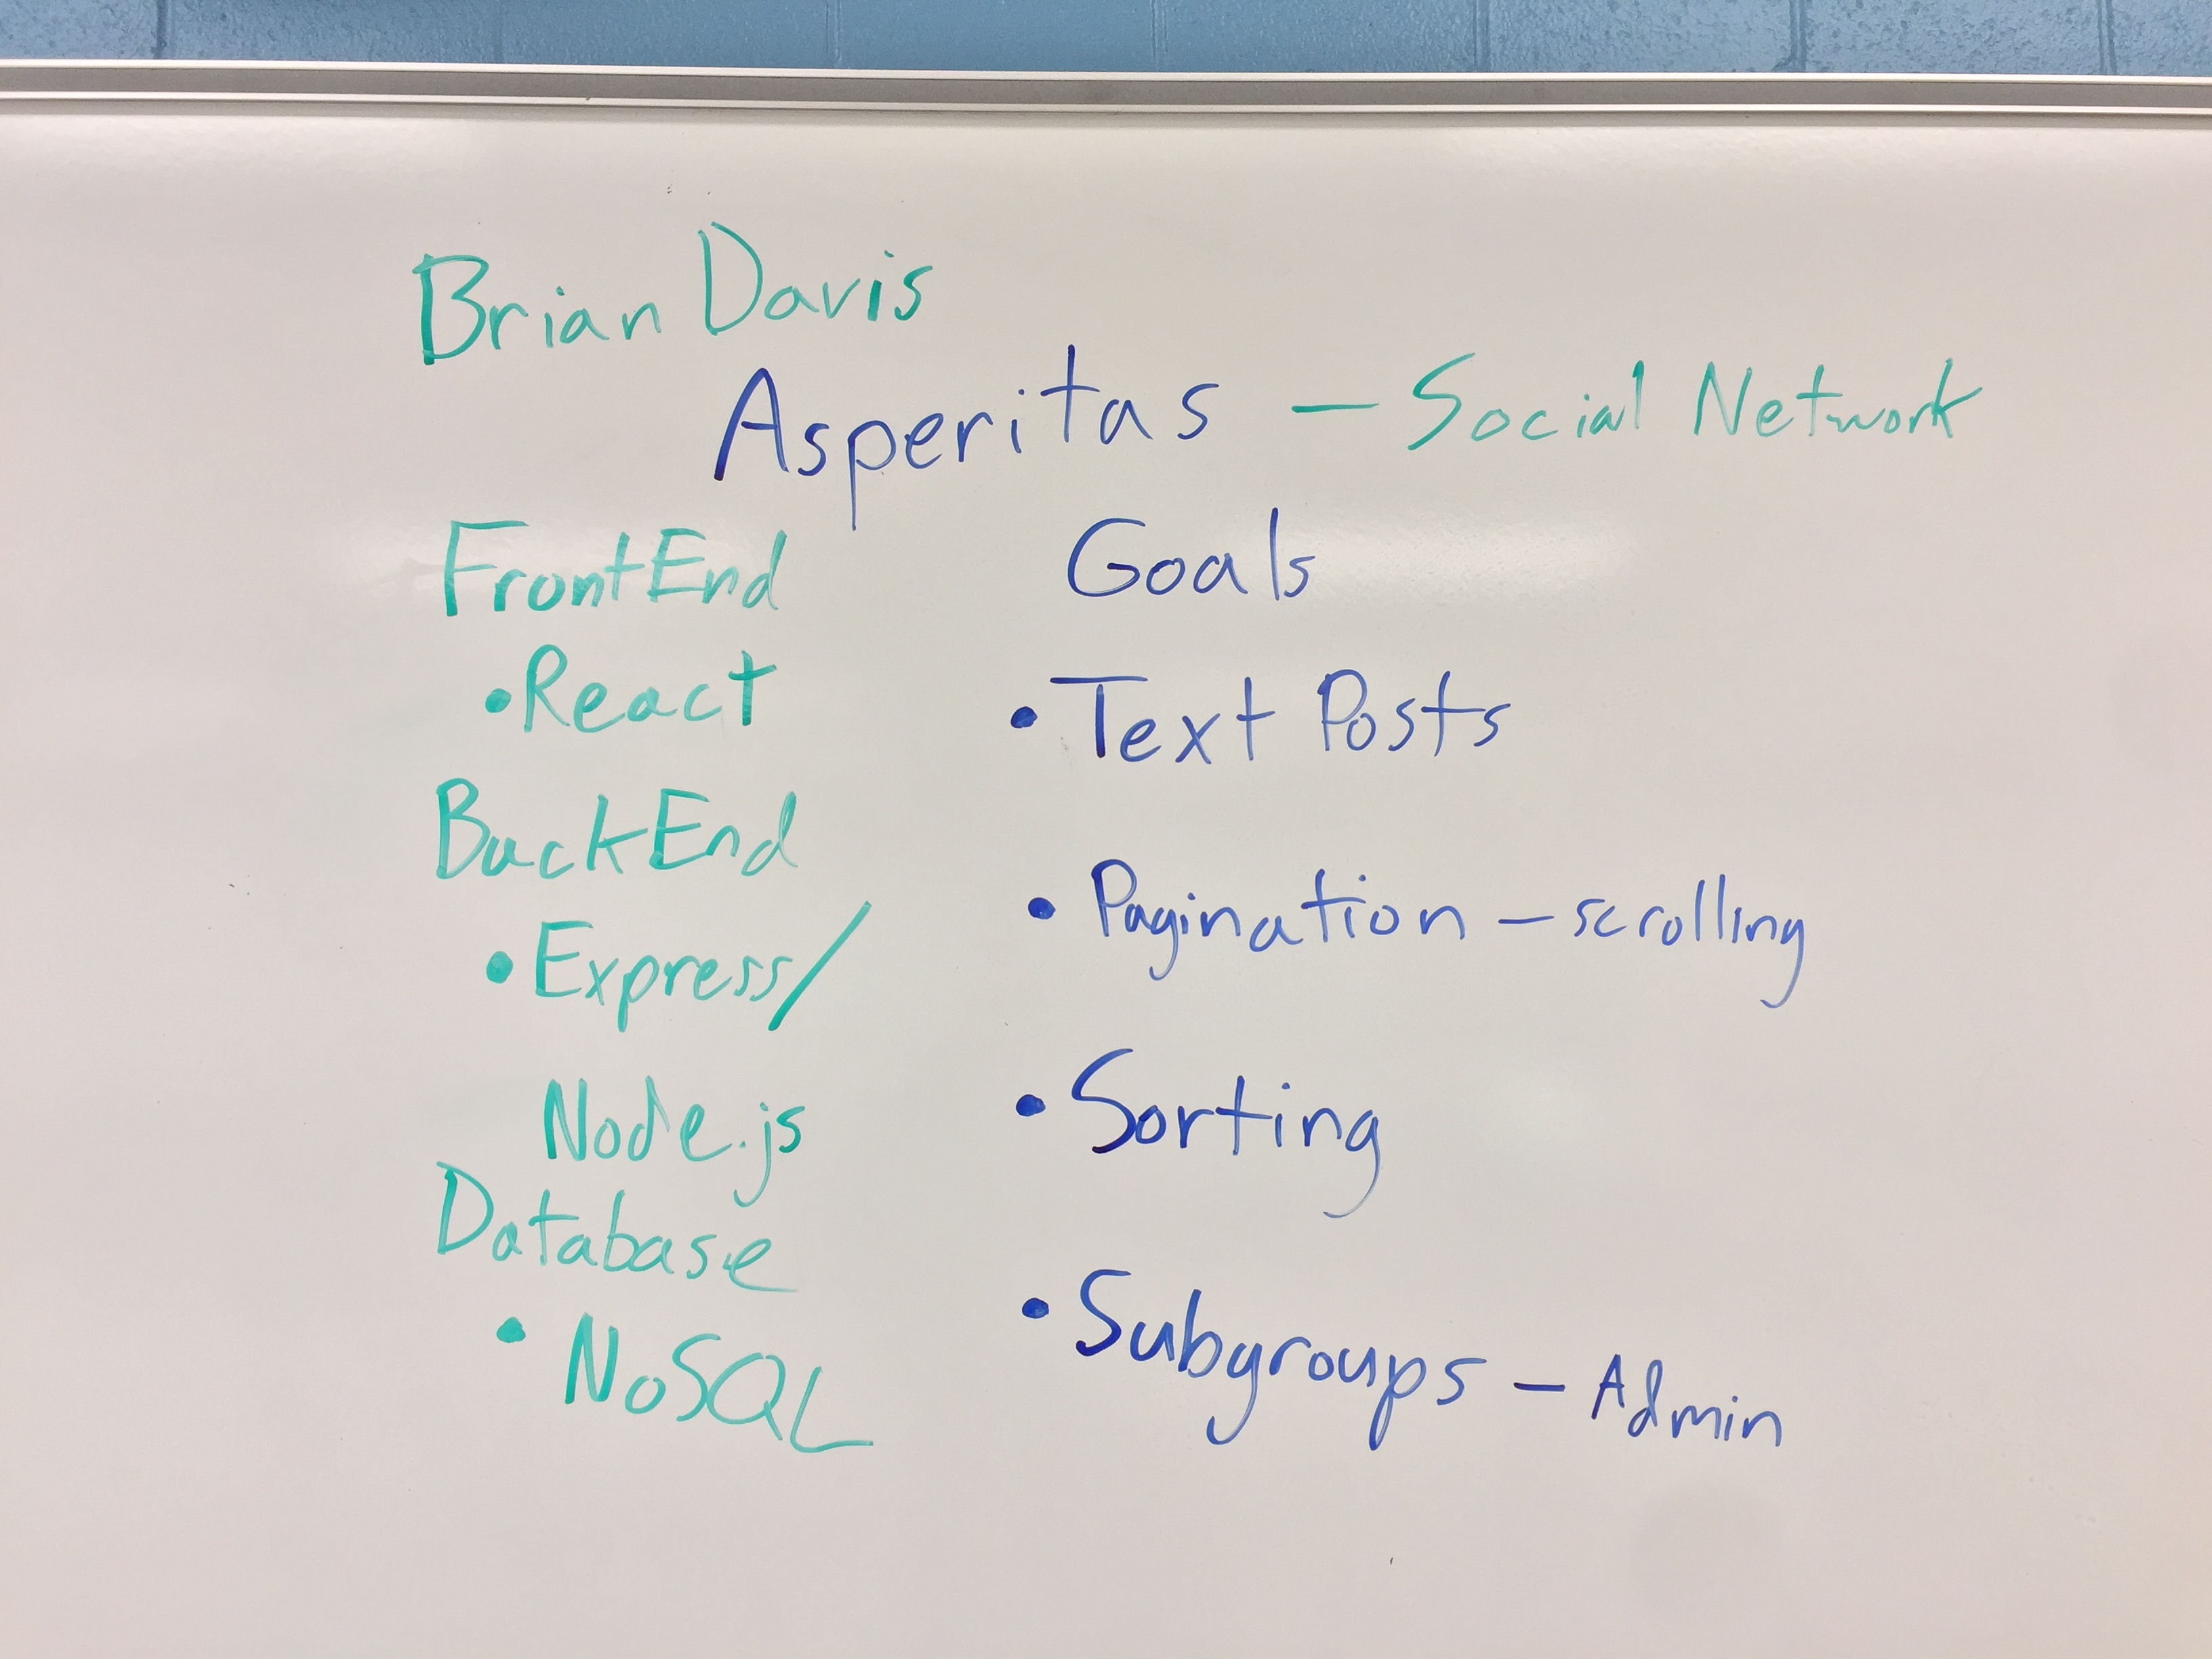 Brian Davis
Asperitas — Social Network
FrontEnd
• React
BackEnd
• Express/
Node.js
Database
• NoSQL
Goals
• Text Posts
• Pagination — scrolling
• Sorting
• Subgroups — Admin